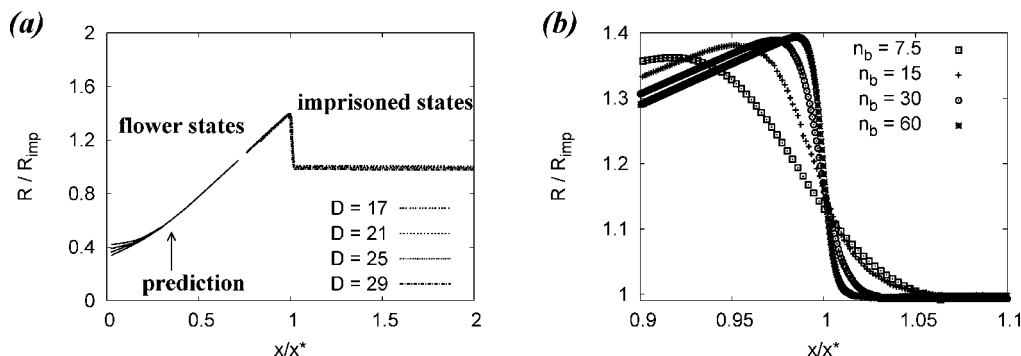 (a)
R / R_imp
2
1.6
1.2
0.8
0.4
0
flower states
imprisoned states
prediction
D = 17
D = 21
D = 25
D = 29
0
0.5
1
1.5
2
x/x*
(b)
R / R_imp
1.4
1.3
1.2
1.1
1
n_b = 7.5
n_b = 15
n_b = 30
n_b = 60
0.9
0.95
1
1.05
1.1
x/x*